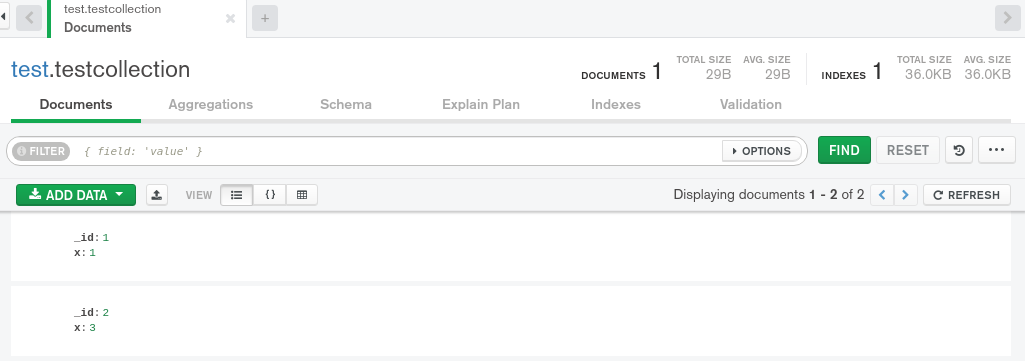 test.testcollection
Documents
test.testcollection
DOCUMENTS 1 TOTAL SIZE 29B AVG. SIZE 29B INDEXES 1 TOTAL SIZE 36.0KB AVG. SIZE 36.0KB
Documents Aggregations Schema Explain Plan Indexes Validation
FILTER { field: 'value' } OPTIONS FIND RESET
ADD DATA VIEW { } Displaying documents 1 - 2 of 2 REFRESH
_id: 1
x: 1
_id: 2
x: 3